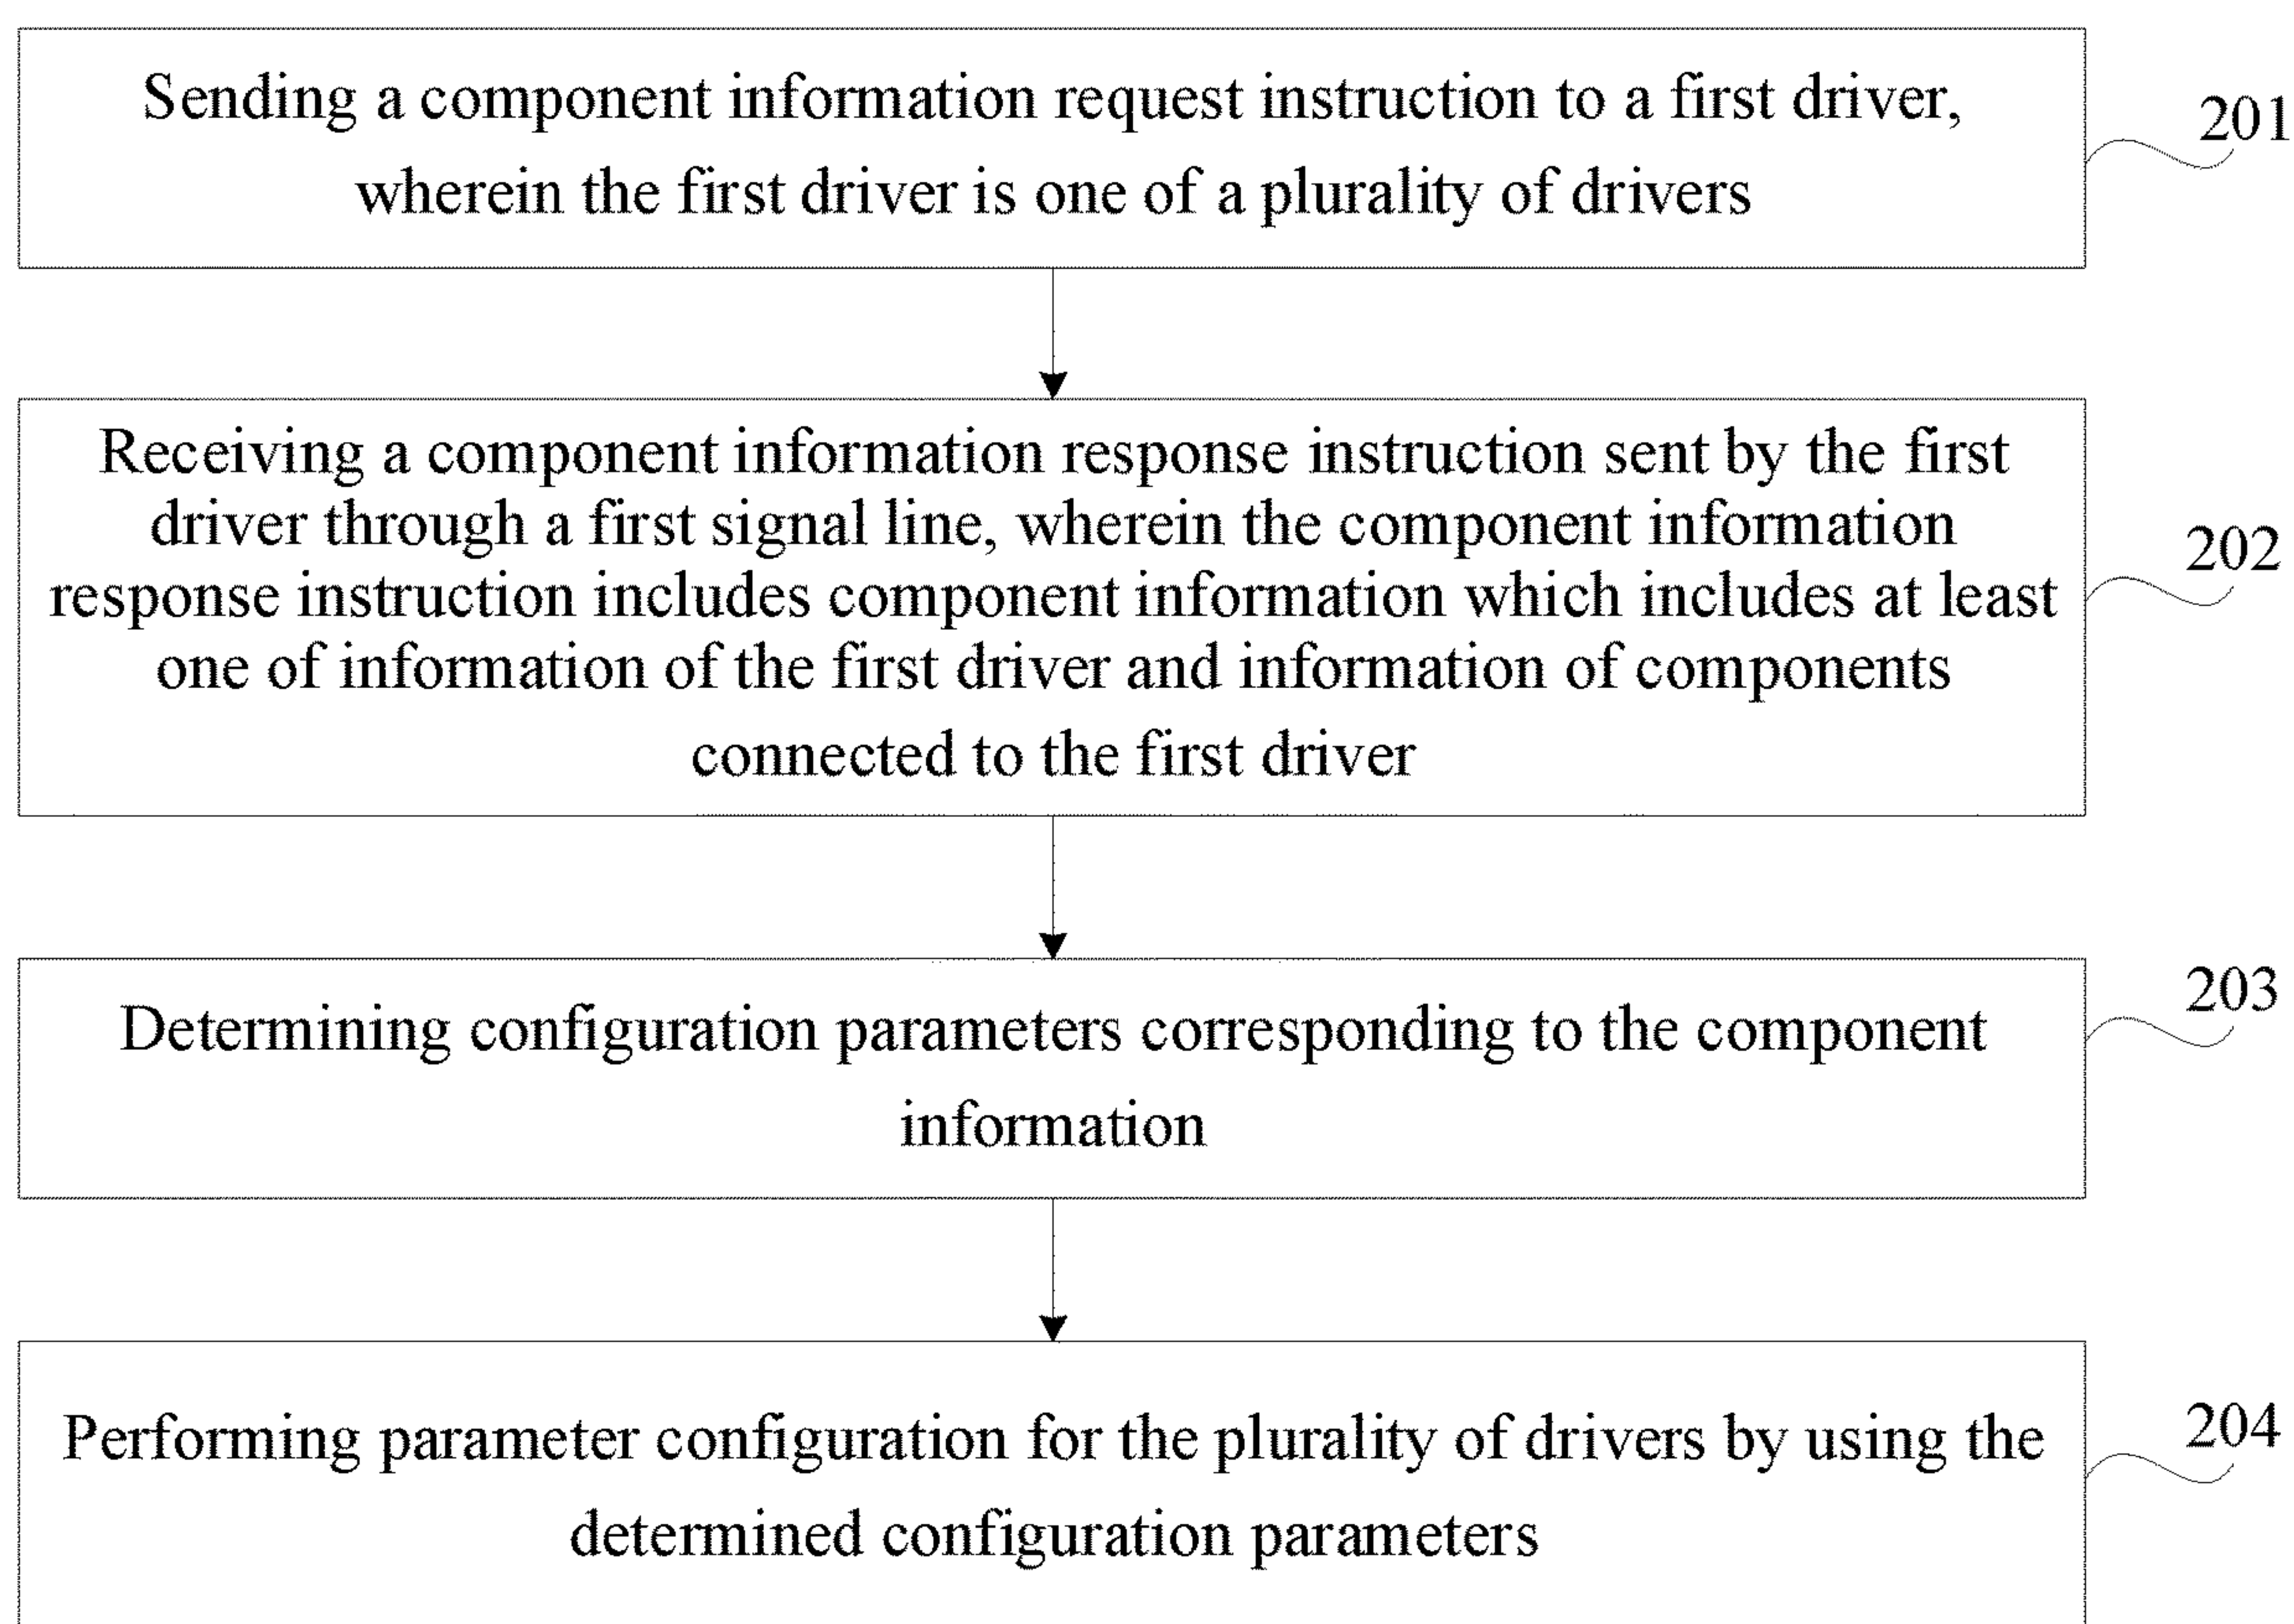 Sending a component information request instruction to a first driver,
wherein the first driver is one of a plurality of drivers
201
Receiving a component information response instruction sent by the first
driver through a first signal line, wherein the component information
response instruction includes component information which includes at least
one of information of the first driver and information of components
connected to the first driver
202
Determining configuration parameters corresponding to the component
information
203
Performing parameter configuration for the plurality of drivers by using the
determined configuration parameters
204